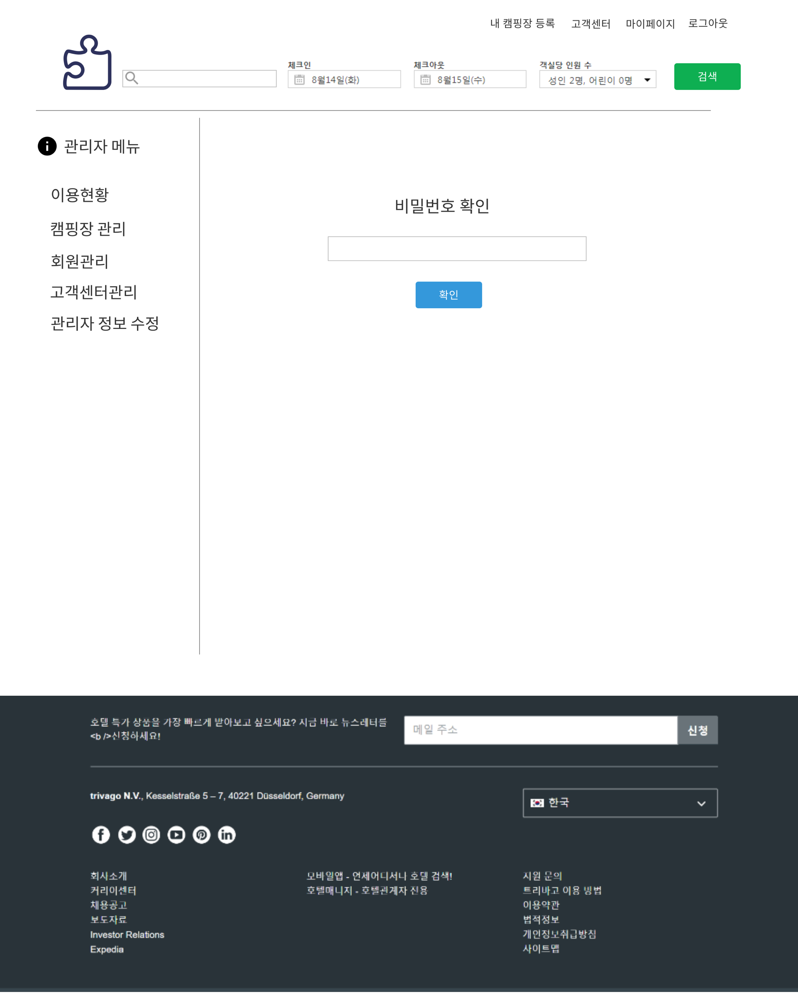 내 캠핑장 등록 고객센터 마이페이지 로그아웃
체크인 체크아웃 객실당 인원 수
8월14일(화) 8월15일(수) 성인 2명, 어린이 0명 검색
관리자 메뉴
이용현황
캠핑장 관리
회원관리
고객센터관리
관리자 정보 수정
비밀번호 확인
확인
호텔 특가 상품을 가장 빠르게 받아보고 싶으세요? 지금 바로 뉴스레터를
<b />신청하세요!
메일 주소 신청
trivago N.V., Kesselstraße 5 – 7, 40221 Düsseldorf, Germany
한국
회사소개
커리어센터
채용공고
보도자료
Investor Relations
Expedia
모바일앱 - 언제어디서나 호텔 검색!
호텔매니저 - 호텔관계자 전용
지원 문의
트리바고 이용 방법
이용약관
법적정보
개인정보취급방침
사이트맵